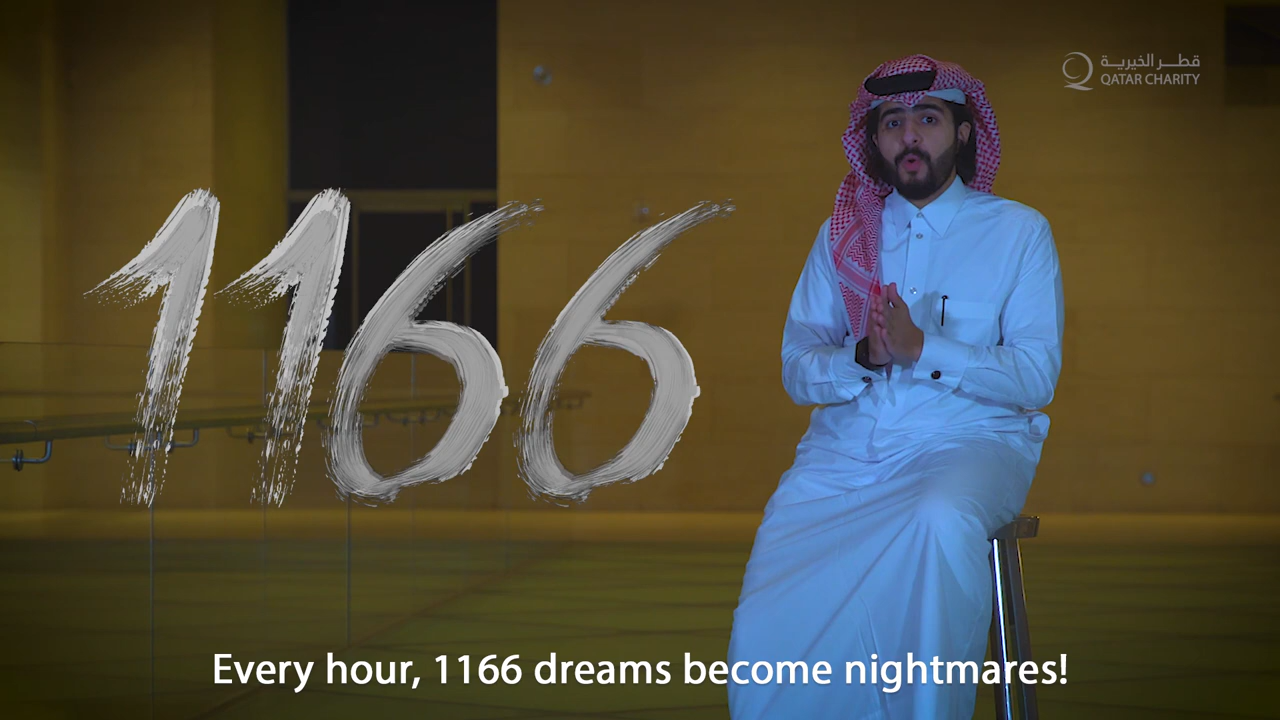 قطر الخيرية
QATAR CHARITY
1166
Every hour, 1166 dreams become nightmares!